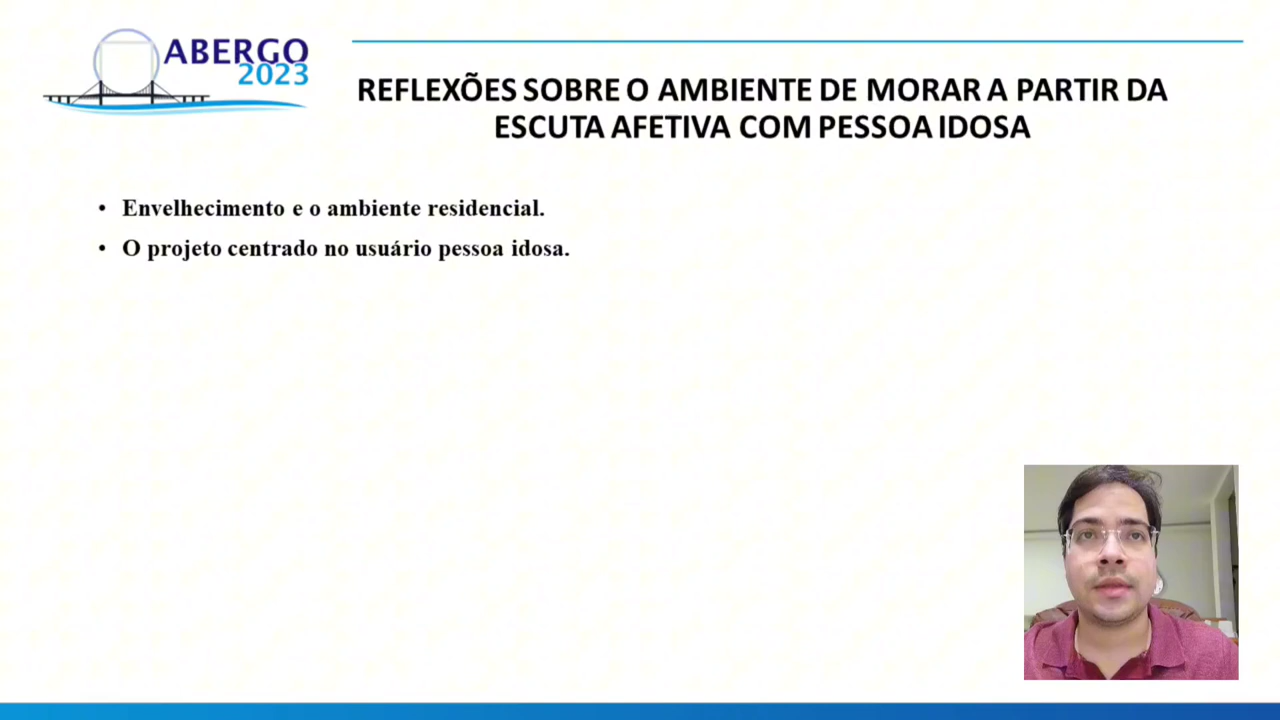 ABERGO
2023
REFLEXÕES SOBRE O AMBIENTE DE MORAR A PARTIR DA
ESCUTA AFETIVA COM PESSOA IDOSA
• Envelhecimento e o ambiente residencial.
• O projeto centrado no usuário pessoa idosa.